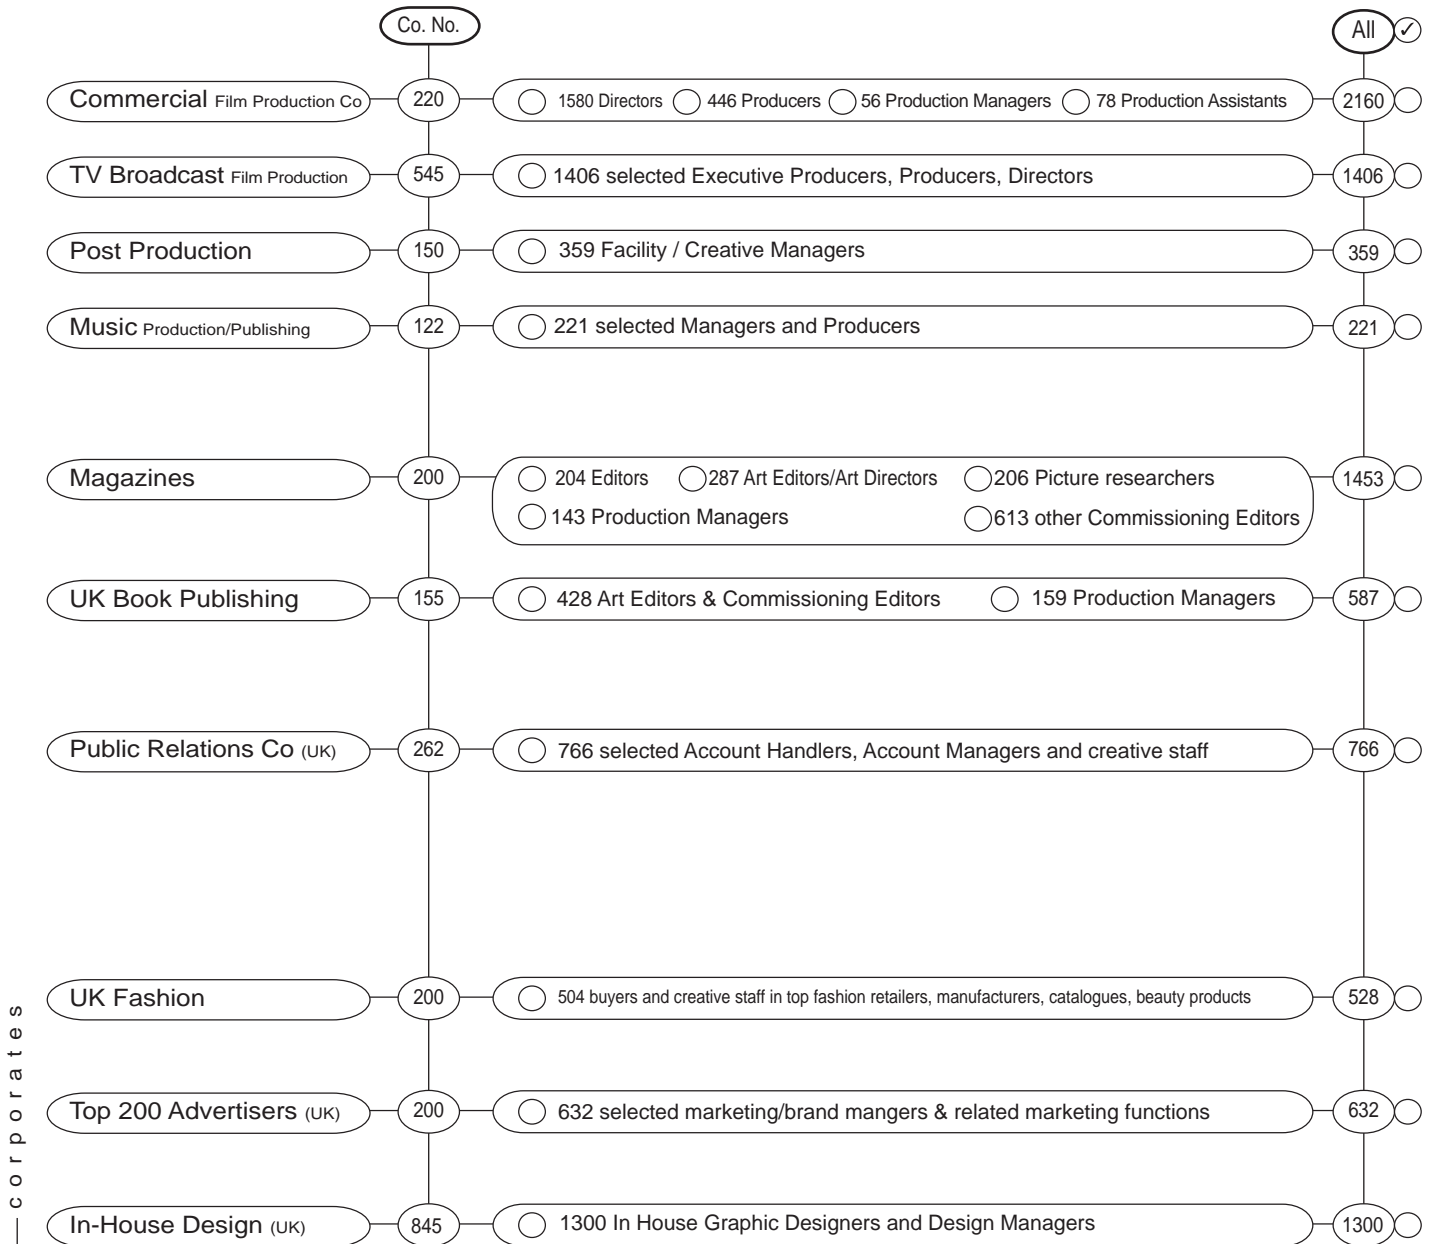 Co. No. All ✓
Commercial Film Production Co 220 1580 Directors 446 Producers 56 Production Managers 78 Production Assistants 2160
TV Broadcast Film Production 545 1406 selected Executive Producers, Producers, Directors 1406
Post Production 150 359 Facility / Creative Managers 359
Music Production/Publishing 122 221 selected Managers and Producers 221
Magazines 200 204 Editors 287 Art Editors/Art Directors 206 Picture researchers 1453
143 Production Managers 613 other Commissioning Editors
UK Book Publishing 155 428 Art Editors & Commissioning Editors 159 Production Managers 587
Public Relations Co (UK) 262 766 selected Account Handlers, Account Managers and creative staff 766
UK Fashion 200 504 buyers and creative staff in top fashion retailers, manufacturers, catalogues, beauty products 528
Top 200 Advertisers (UK) 200 632 selected marketing/brand mangers & related marketing functions 632
In-House Design (UK) 845 1300 In House Graphic Designers and Design Managers 1300
corporates